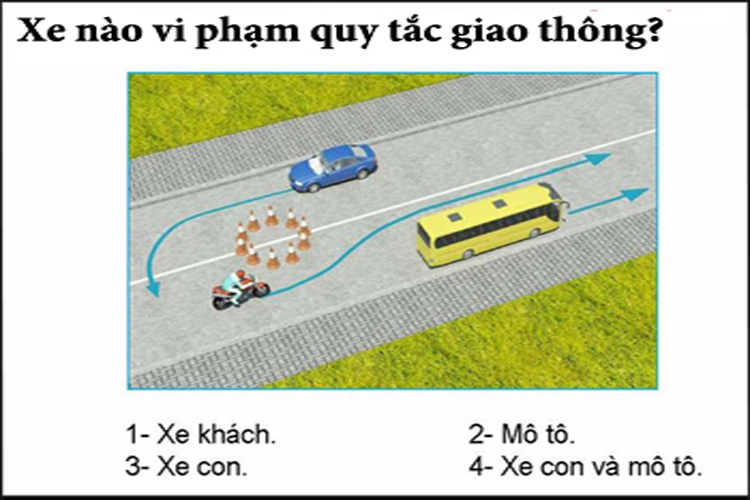 Xe nào vi phạm quy tắc giao thông?
1- Xe khách.
2- Mô tô.
3- Xe con.
4- Xe con và mô tô.